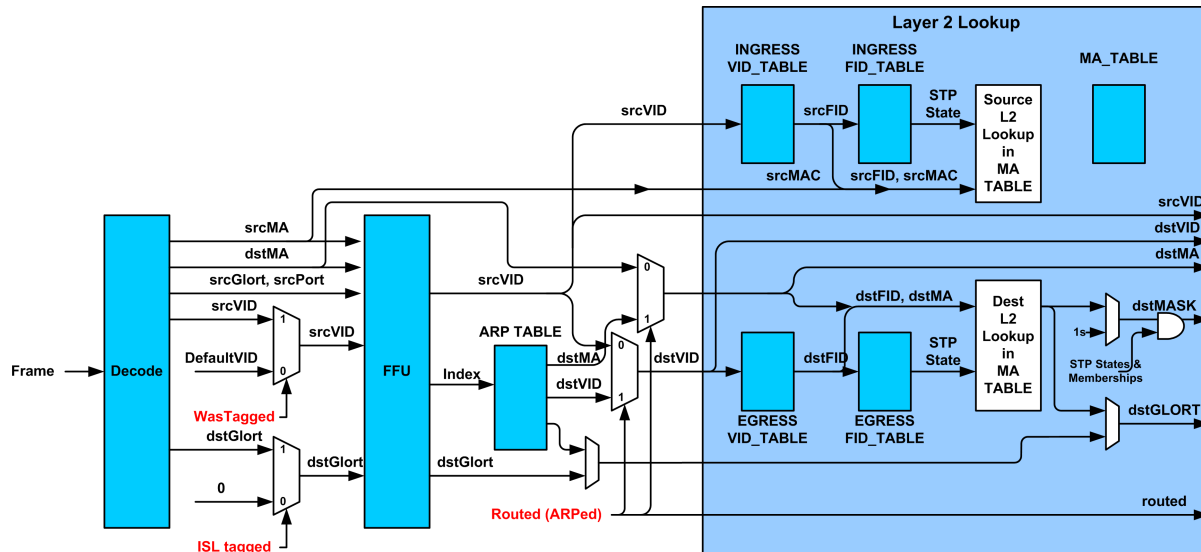 Layer 2 Lookup
INGRESS
VID_TABLE
INGRESS
FID_TABLE
MA_TABLE
srcVID
srcFID
STP
State
Source
L2
Lookup
in
MA
TABLE
srcMAC
srcFID, srcMAC
srcVID
dstVID
dstMA
srcMA
dstMA
srcGlort, srcPort
srcVID
1
srcVID
DefaultVID
0
WasTagged
Frame
Decode
FFU
srcVID
0
1
ARP TABLE
dstMA
0
dstVID
1
dstVID
Index
dstFID, dstMA
dstFID
STP
State
Dest
L2
Lookup
in
MA
TABLE
1s
dstMASK
STP States &
Memberships
EGRESS
VID_TABLE
EGRESS
FID_TABLE
dstGLORT
dstGlort
1
dstGlort
0
0
ISL tagged
dstGlort
Routed (ARPed)
routed